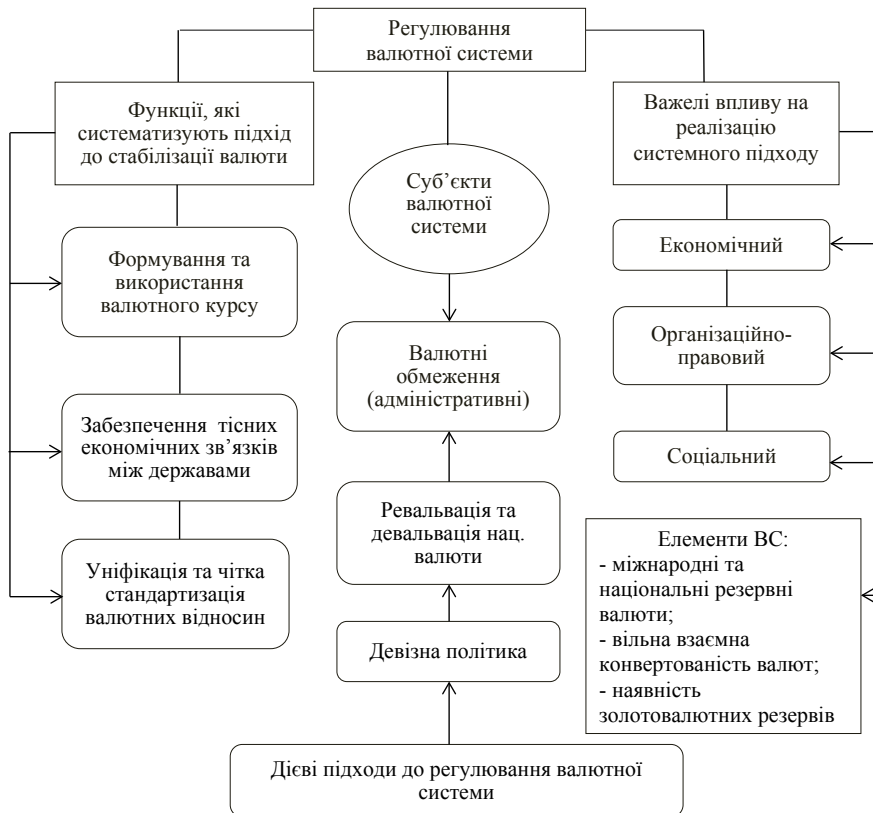 Регулювання
валютної системи
Функції, які
систематизують підхід
до стабілізації валюти
Формування та
використання
валютного курсу
Забезпечення тісних
економічних зв’язків
між державами
Уніфікація та чітка
стандартизація
валютних відносин
Суб’єкти
валютної
системи
Валютні
обмеження
(адміністративні)
Ревальвація та
девальвація нац.
валюти
Девізна політика
Дієві підходи до регулювання валютної
системи
Важелі впливу на
реалізацію
системного підходу
Економічний
Організаційно-
правовий
Соціальний
Елементи ВС:
- міжнародні та
національні резервні
валюти;
- вільна взаємна
конвертованість валют;
- наявність
золотовалютних резервів